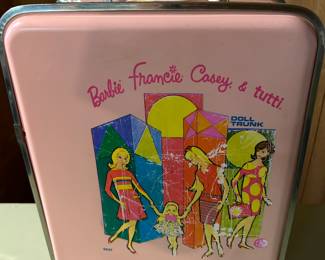 Barbie Francie Casey & tutti
DOLL
TRUNK